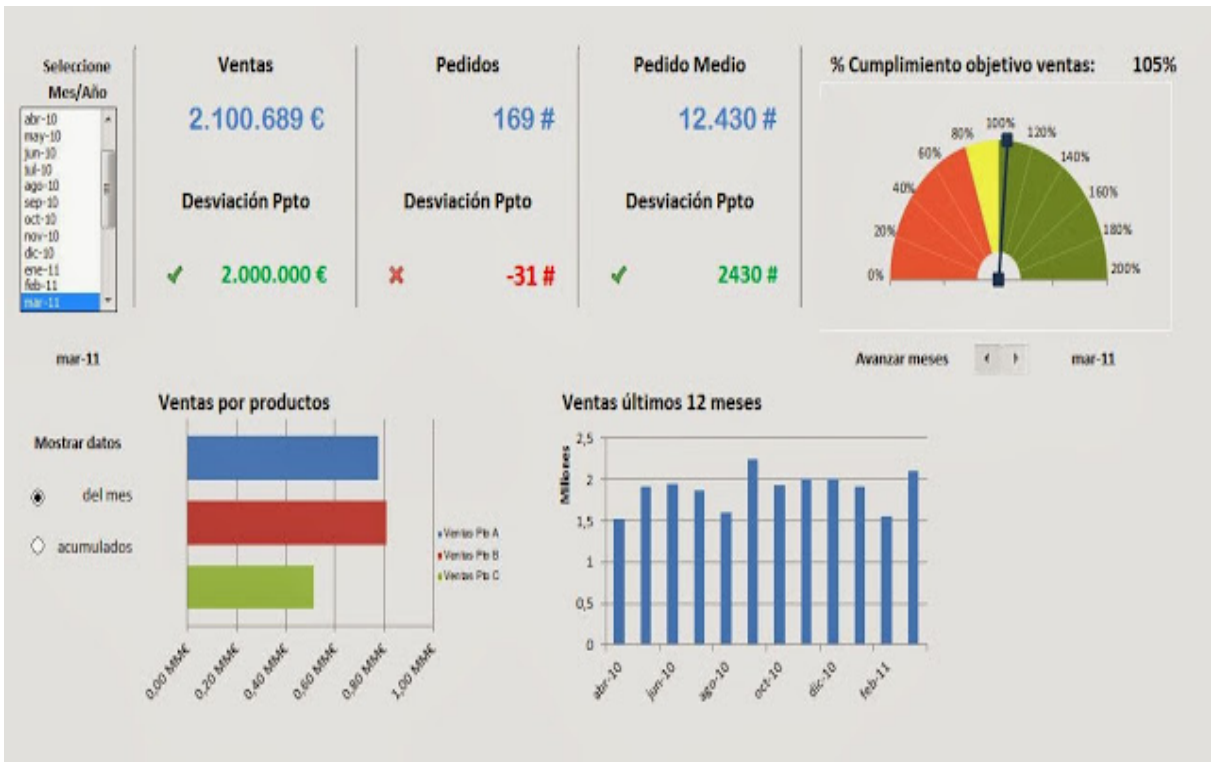 Seleccione
Mes/Año
abr-10
may-10
jun-10
jul-10
ago-10
sep-10
oct-10
nov-10
dic-10
ene-11
feb-11
mar-11
mar-11
Ventas
2.100.689 €
Desviación Ppto
2.000.000 €
Pedidos
169 #
Desviación Ppto
-31 #
Pedido Medio
12.430 #
Desviación Ppto
2430 #
% Cumplimiento objetivo ventas: 105%
0%
20%
40%
60%
80%
100%
120%
140%
160%
180%
200%
Avanzar meses mar-11
Mostrar datos
del mes
acumulados
Ventas por productos
Ventas Pto A
Ventas Pto B
Ventas Pto C
0,00 MM€
0,20 MM€
0,40 MM€
0,60 MM€
0,80 MM€
1,00 MM€
Ventas últimos 12 meses
Millones
2,5
2
1,5
1
0,5
0
abr-10
jun-10
ago-10
oct-10
dic-10
feb-11